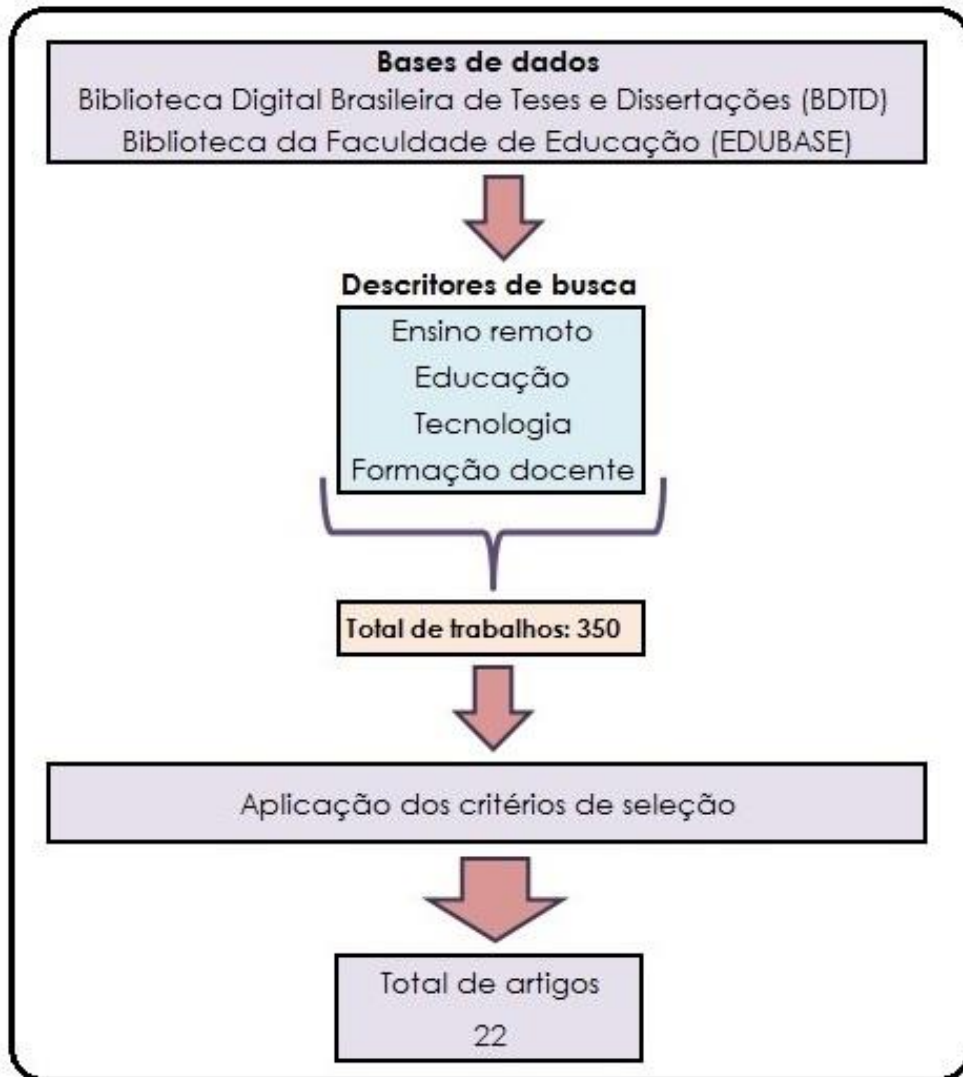 Bases de dados
Biblioteca Digital Brasileira de Teses e Dissertações (BDTD)
Biblioteca da Faculdade de Educação (EDUBASE)
Descritores de busca
Ensino remoto
Educação
Tecnologia
Formação docente
Total de trabalhos: 350
Aplicação dos critérios de seleção
Total de artigos
22